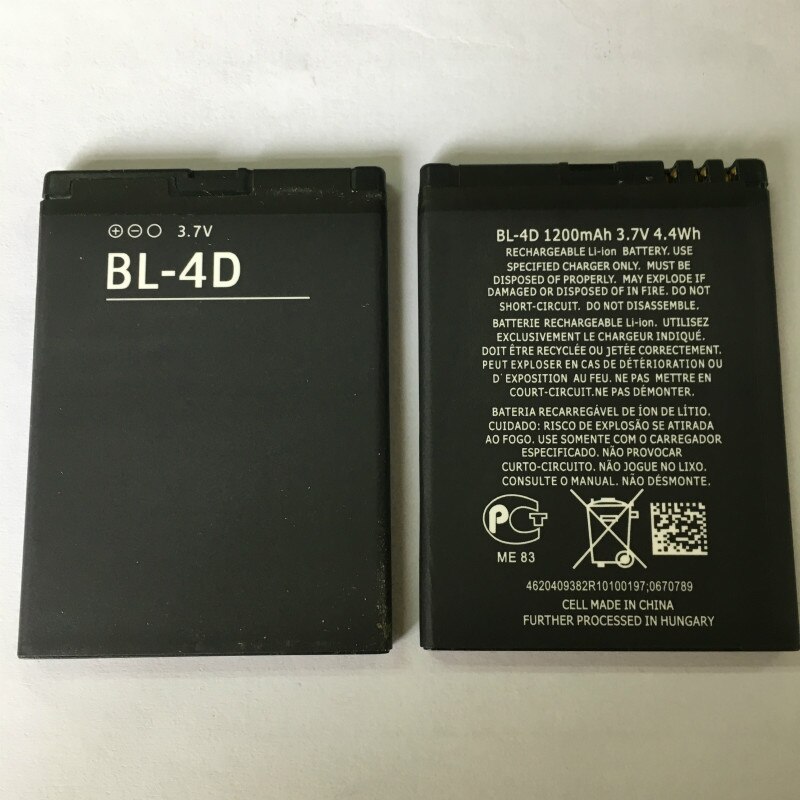 ⊕⊖○ 3.7V
BL-4D
BL-4D 1200mAh 3.7V 4.4Wh
RECHARGEABLE Li-ion BATTERY. USE
SPECIFIED CHARGER ONLY. MUST BE
DISPOSED OF PROPERLY. MAY EXPLODE IF
DAMAGED OR DISPOSED OF IN FIRE. DO NOT
SHORT-CIRCUIT. DO NOT DISASSEMBLE.
BATTERIE RECHARGEABLE Li-ion. UTILISEZ
EXCLUSIVEMENT LE CHARGEUR INDIQUÉ.
DOIT ÊTRE RECYCLÉE OU JETÉE CORRECTEMENT.
PEUT EXPLOSER EN CAS DE DÉTÉRIORATION OU
D'EXPOSITION AU FEU. NE PAS METTRE EN
COURT-CIRCUIT.NE PAS DÉMONTER.
BATERIA RECARREGÁVEL DE ÍON DE LÍTIO.
CUIDADO: RISCO DE EXPLOSÃO SE ATIRADA
AO FOGO. USE SOMENTE COM O CARREGADOR
ESPECIFICADO. NÃO PROVOCAR
CURTO-CIRCUITO. NÃO JOGUE NO LIXO.
CONSULTE O MANUAL. NÃO DESMONTE.
РСТ
ME 83
4620409382R10100197;0670789
CELL MADE IN CHINA
FURTHER PROCESSED IN HUNGARY